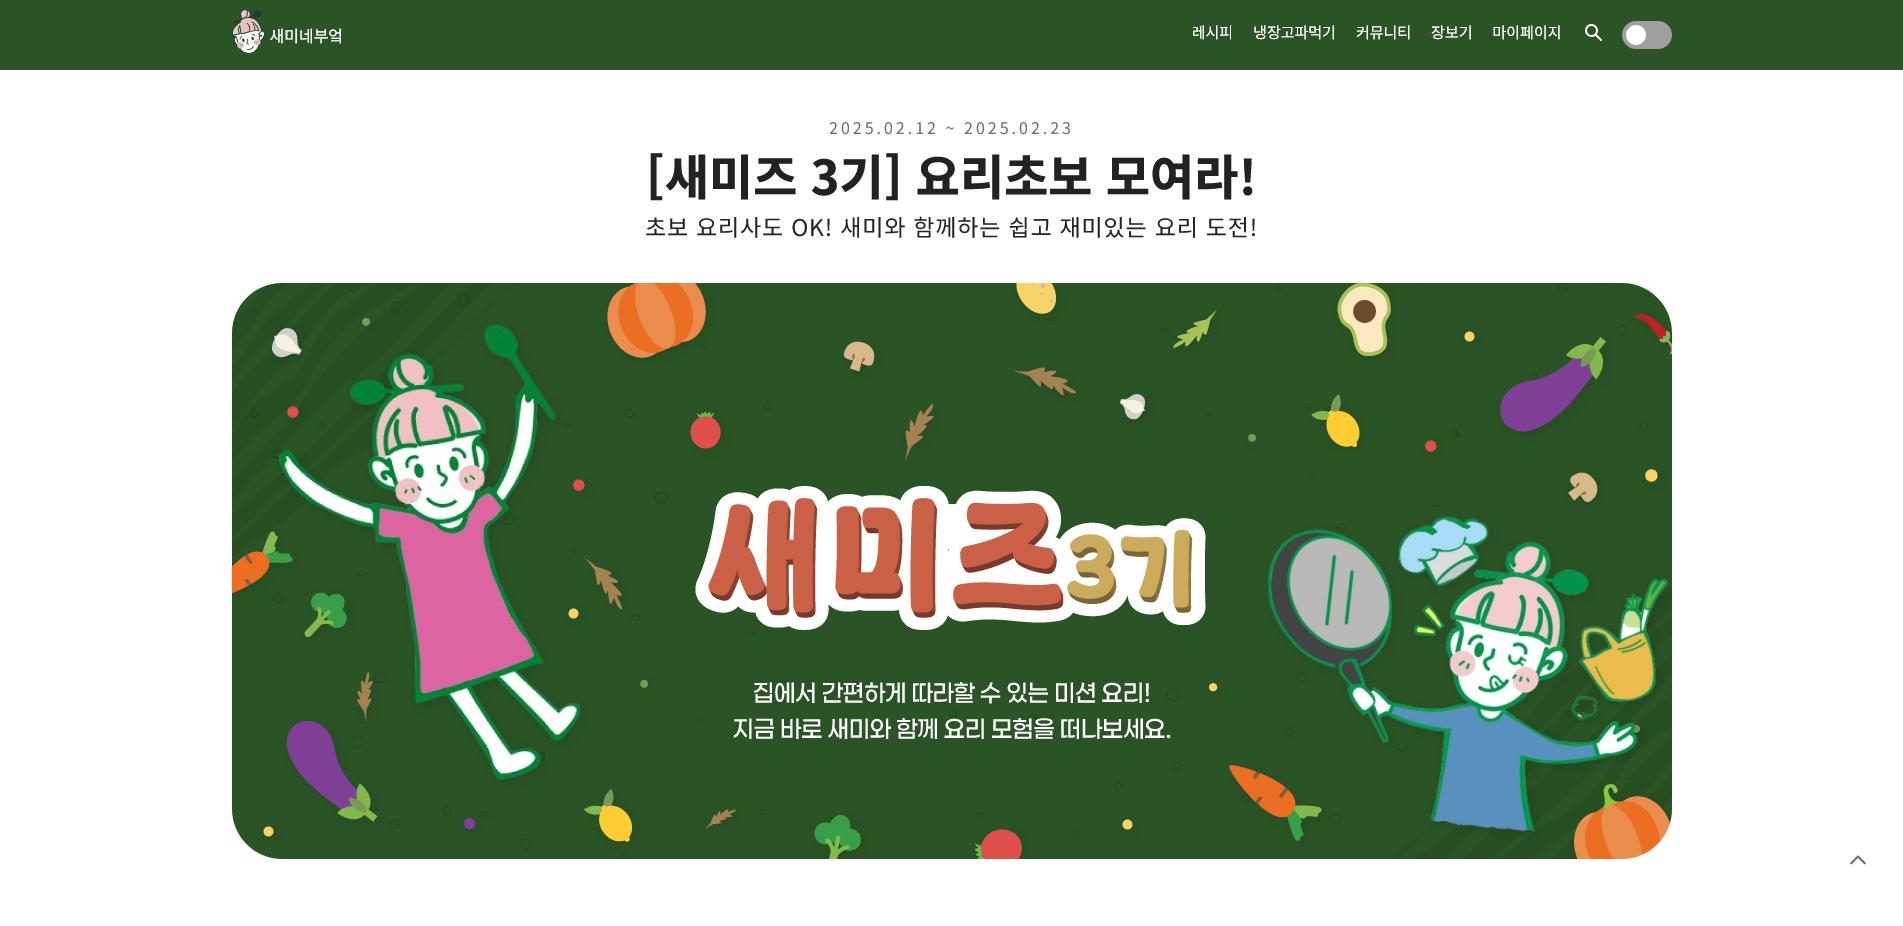 새미네부엌
레시피 냉장고파먹기 커뮤니티 장보기 마이페이지
2025.02.12 ~ 2025.02.23
[새미즈 3기] 요리초보 모여라!
초보 요리사도 OK! 새미와 함께하는 쉽고 재미있는 요리 도전!
새미즈3기
집에서 간편하게 따라할 수 있는 미션 요리!
지금 바로 새미와 함께 요리 모험을 떠나보세요.